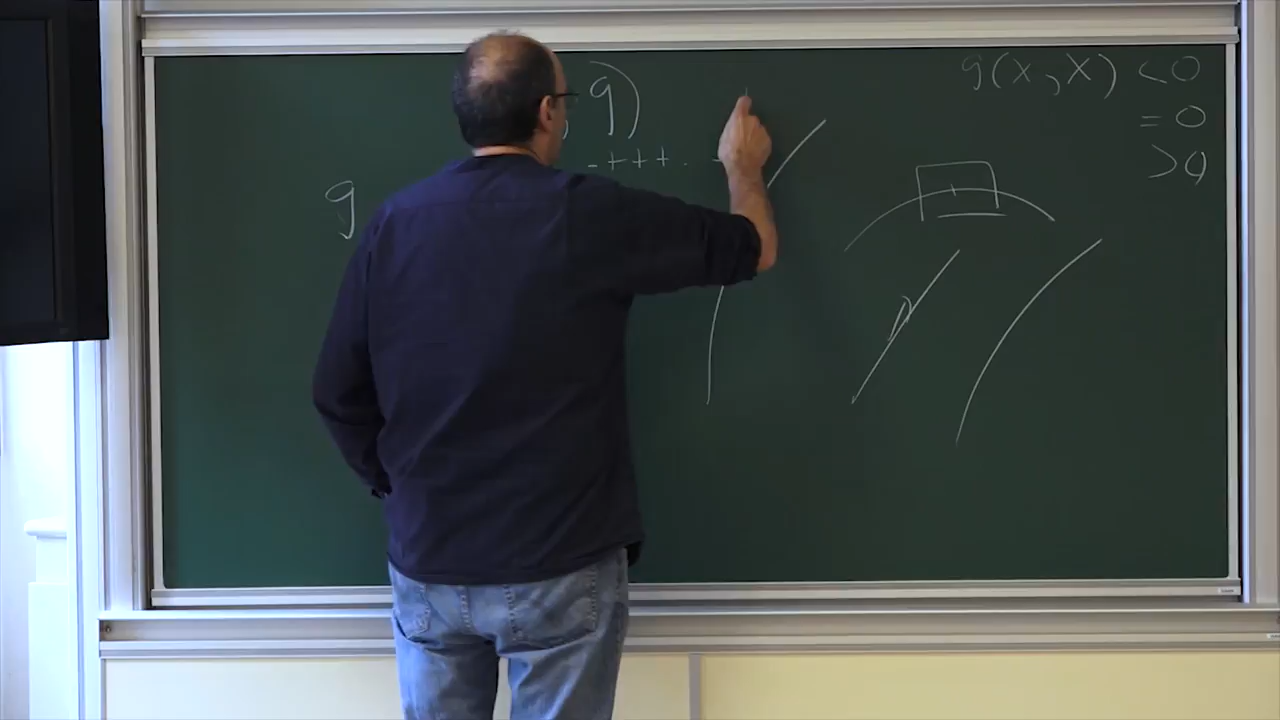 , g)
- + + + .
g
g(X, X) < 0
= 0
> 0